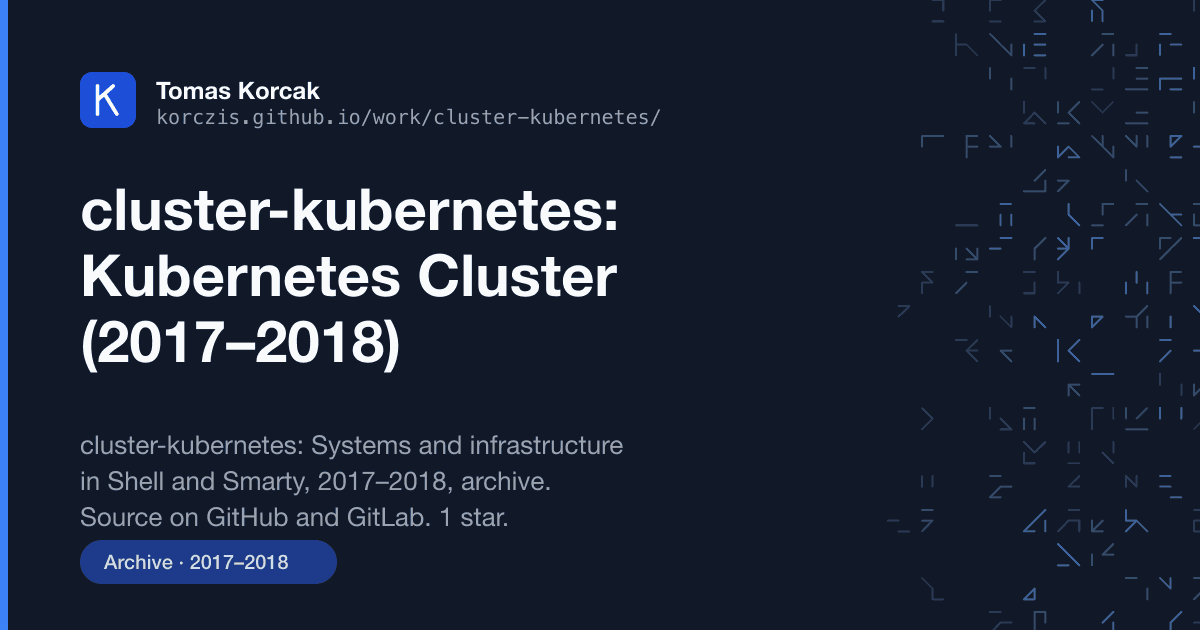 K
Tomas Korcak
korczis.github.io/work/cluster-kubernetes/
cluster-kubernetes:
Kubernetes Cluster
(2017–2018)
cluster-kubernetes: Systems and infrastructure
in Shell and Smarty, 2017–2018, archive.
Source on GitHub and GitLab. 1 star.
Archive · 2017–2018